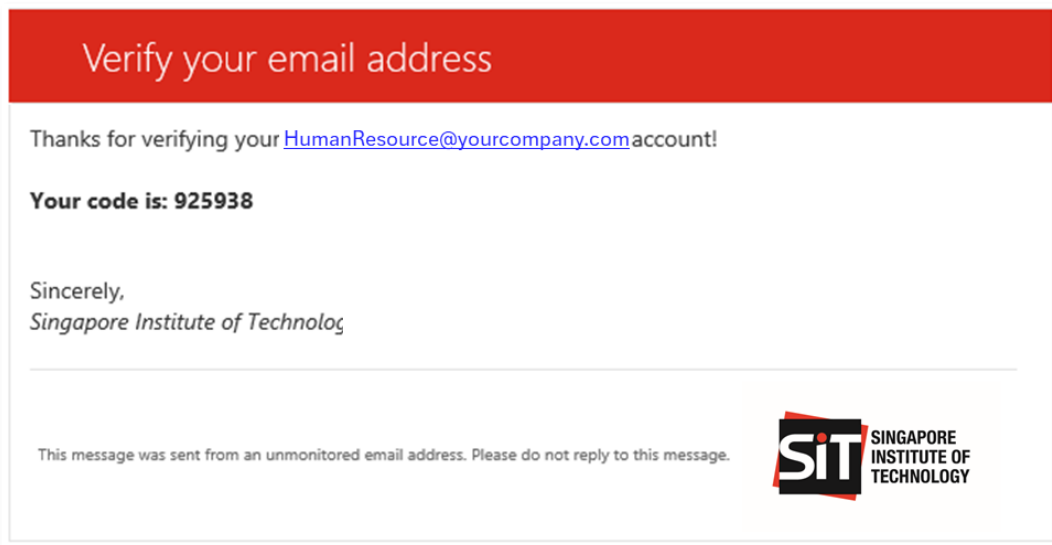 Verify your email address
Thanks for verifying your HumanResource@yourcompany.com account!
Your code is: 925938
Sincerely,
Singapore Institute of Technolog
This message was sent from an unmonitored email address. Please do not reply to this message.
SiT
SINGAPORE
INSTITUTE OF
TECHNOLOGY